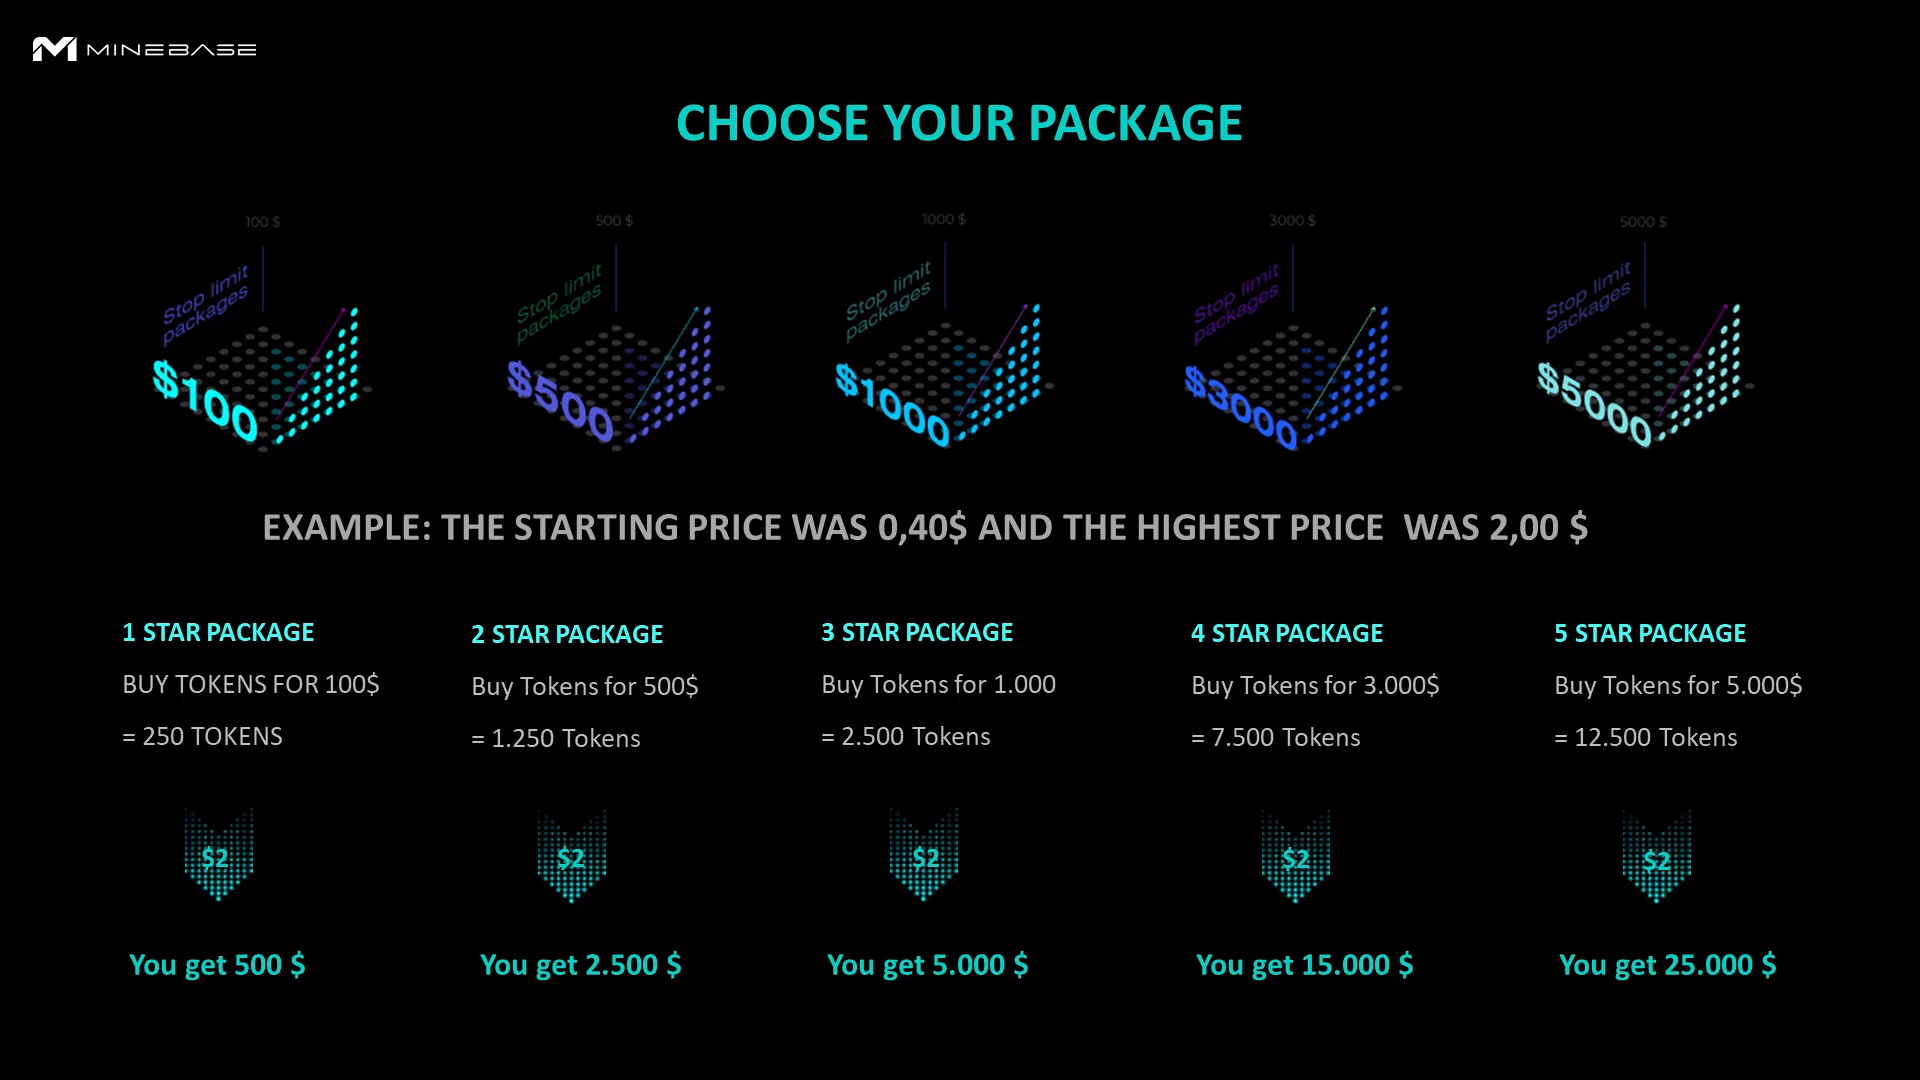 MINEBASE
CHOOSE YOUR PACKAGE
100 $
500 $
1000 $
3000 $
5000 $
Stop limit
packages
$100
Stop limit
packages
$500
Stop limit
packages
$1000
Stop limit
packages
$3000
Stop limit
packages
$5000
EXAMPLE: THE STARTING PRICE WAS 0,40$ AND THE HIGHEST PRICE WAS 2,00 $
1 STAR PACKAGE
BUY TOKENS FOR 100$
= 250 TOKENS
$2
You get 500 $
2 STAR PACKAGE
Buy Tokens for 500$
= 1.250 Tokens
$2
You get 2.500 $
3 STAR PACKAGE
Buy Tokens for 1.000
= 2.500 Tokens
$2
You get 5.000 $
4 STAR PACKAGE
Buy Tokens for 3.000$
= 7.500 Tokens
$2
You get 15.000 $
5 STAR PACKAGE
Buy Tokens for 5.000$
= 12.500 Tokens
$2
You get 25.000 $